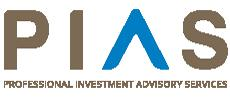 PIAS
PROFESSIONAL INVESTMENT ADVISORY SERVICES